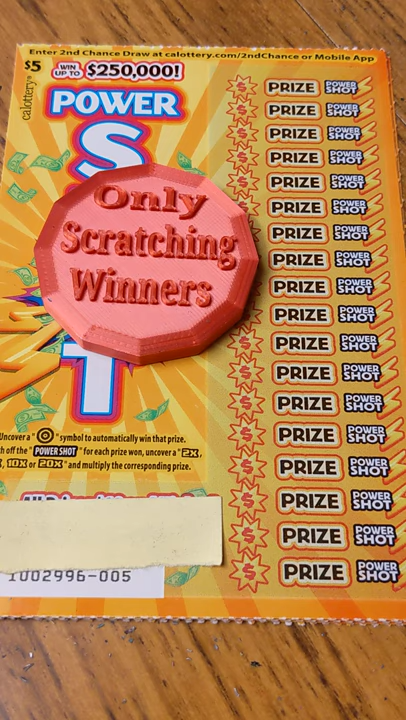 Enter 2nd Chance Draw at calottery.com/2ndChance or Mobile App
$5
calottery
WIN UP TO $250,000!
POWER
S
T
Only
Scratching
Winners
$ PRIZE POWER SHOT
$ PRIZE POWER SHOT
$ PRIZE POWER SHOT
$ PRIZE POWER SHOT
$ PRIZE POWER SHOT
$ PRIZE POWER SHOT
$ PRIZE POWER SHOT
PRIZE POWER SHOT
PRIZE POWER SHOT
$ PRIZE POWER SHOT
$ PRIZE POWER SHOT
$ PRIZE POWER SHOT
$ PRIZE POWER SHOT
$ PRIZE POWER SHOT
$ PRIZE POWER SHOT
$ PRIZE POWER SHOT
$ PRIZE POWER SHOT
$ PRIZE POWER SHOT
Uncover a " " symbol to automatically win that prize.
off the "POWER SHOT" for each prize won, uncover a "2X,
10X or 20X" and multiply the corresponding prize.
1002996-005